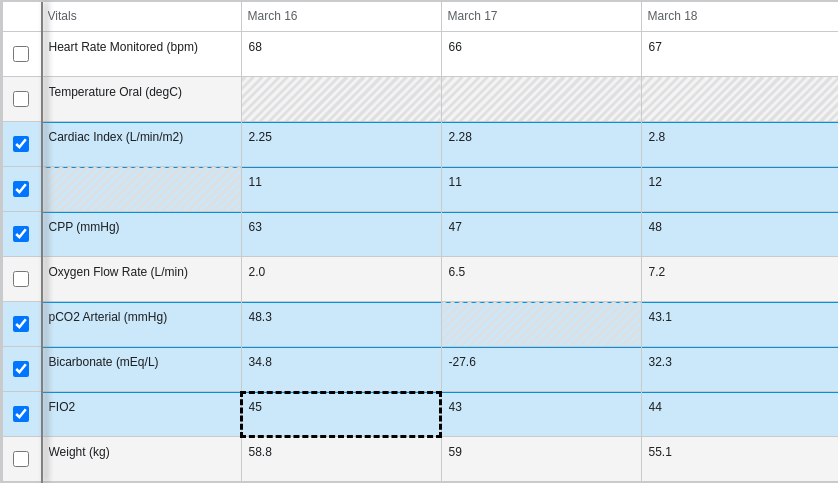 Vitals March 16 March 17 March 18
Heart Rate Monitored (bpm) 68 66 67
Temperature Oral (degC)
Cardiac Index (L/min/m2) 2.25 2.28 2.8
11 11 12
CPP (mmHg) 63 47 48
Oxygen Flow Rate (L/min) 2.0 6.5 7.2
pCO2 Arterial (mmHg) 48.3 43.1
Bicarbonate (mEq/L) 34.8 -27.6 32.3
FIO2 45 43 44
Weight (kg) 58.8 59 55.1